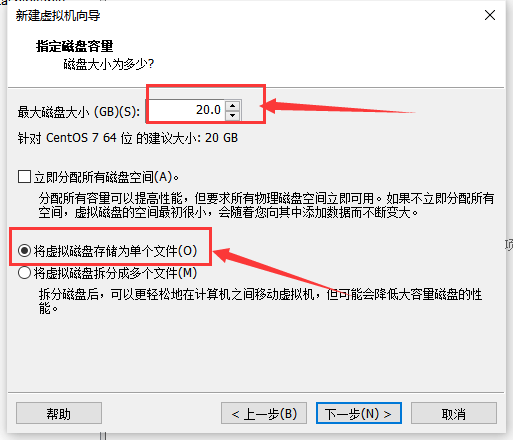 新建虚拟机向导
指定磁盘容量
磁盘大小为多少?
最大磁盘大小 (GB)(S):
20.0
针对 CentOS 7 64 位 的建议大小: 20 GB
立即分配所有磁盘空间(A)。
分配所有容量可以提高性能，但要求所有物理磁盘空间立即可用。如果不立即分配所有
空间，虚拟磁盘的空间最初很小，会随着您向其中添加数据而不断变大。
将虚拟磁盘存储为单个文件(O)
将虚拟磁盘拆分成多个文件(M)
拆分磁盘后，可以更轻松地在计算机之间移动虚拟机，但可能会降低大容量磁盘的性
能。
项
帮助
< 上一步(B)
下一步(N) >
取消